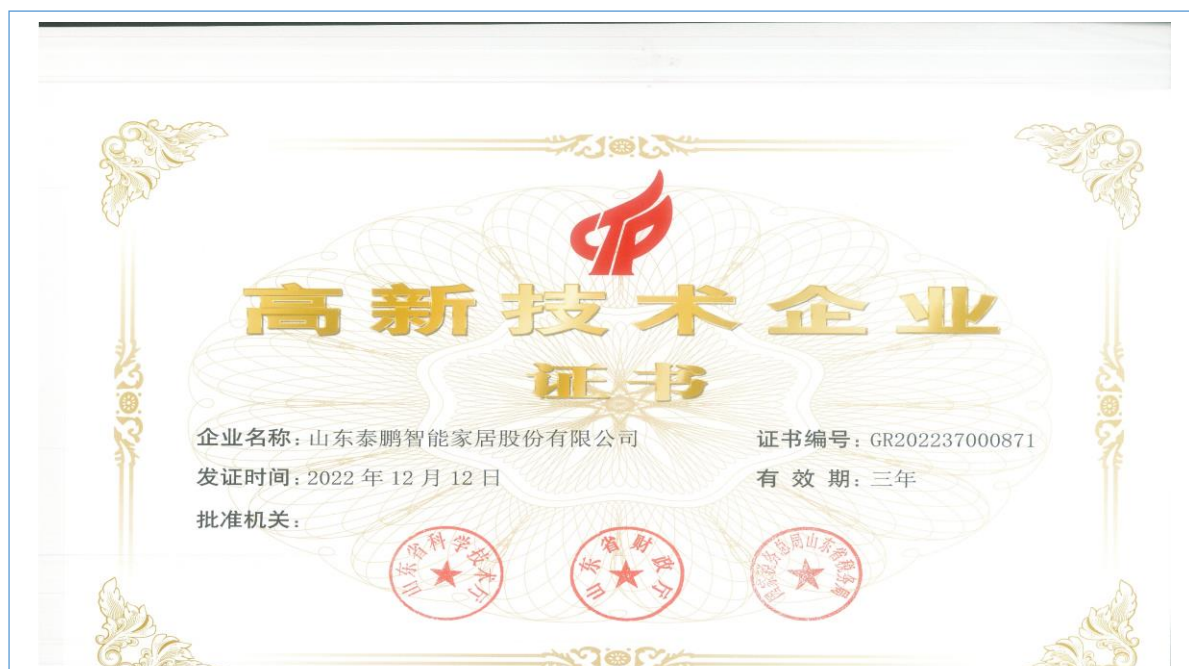 高新技术企业
证书
企业名称：山东泰鹏智能家居股份有限公司
证书编号：GR202237000871
发证时间：2022 年 12 月 12 日
有 效 期：三年
批准机关：
山东省科学技术厅
山东省财政厅
国家税务总局山东省税务局